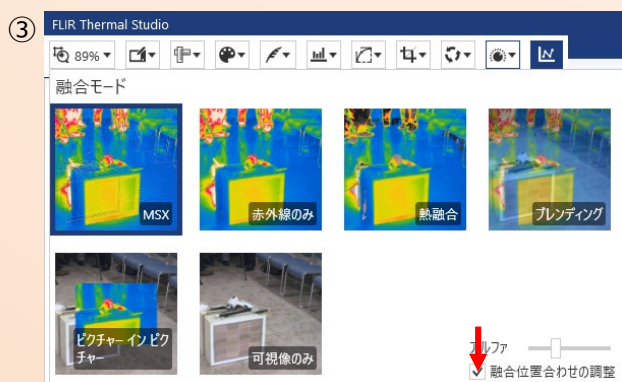 ③
FLIR Thermal Studio
89%
融合モード
MSX
赤外線のみ
熱融合
ブレンディング
ピクチャー イン ピク
チャー
可視像のみ
アルファ
融合位置合わせの調整